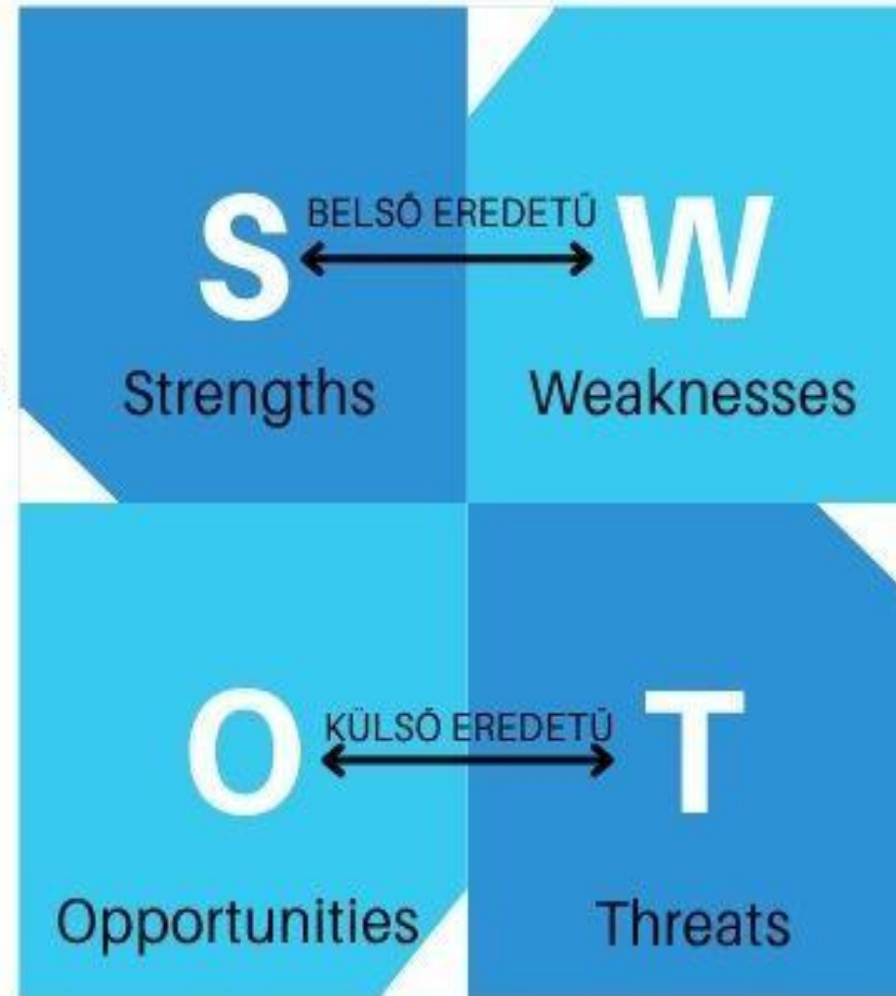 S BELSŐ EREDETŰ W
Strengths Weaknesses
O KÜLSŐ EREDETŰ T
Opportunities Threats